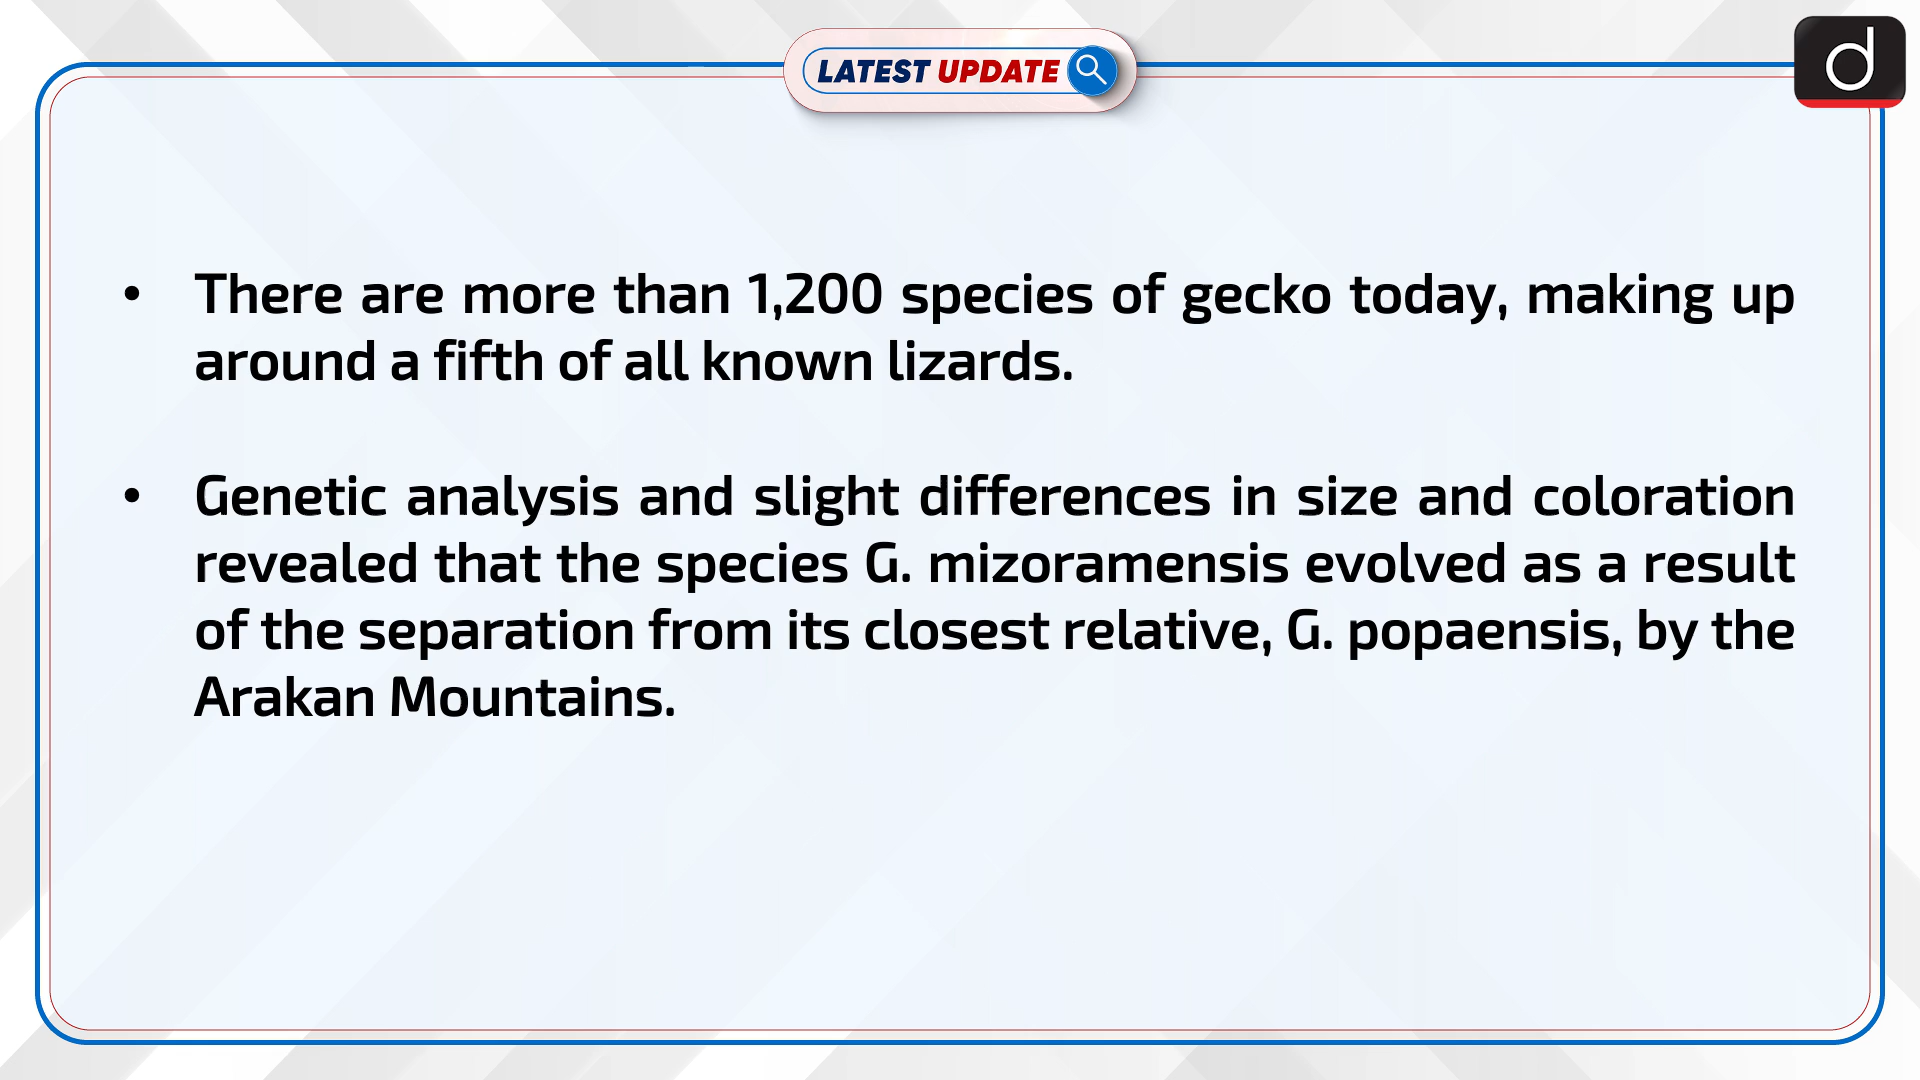 LATEST UPDATE
d
• There are more than 1,200 species of gecko today, making up
around a fifth of all known lizards.
• Genetic analysis and slight differences in size and coloration
revealed that the species G. mizoramensis evolved as a result
of the separation from its closest relative, G. popaensis, by the
Arakan Mountains.